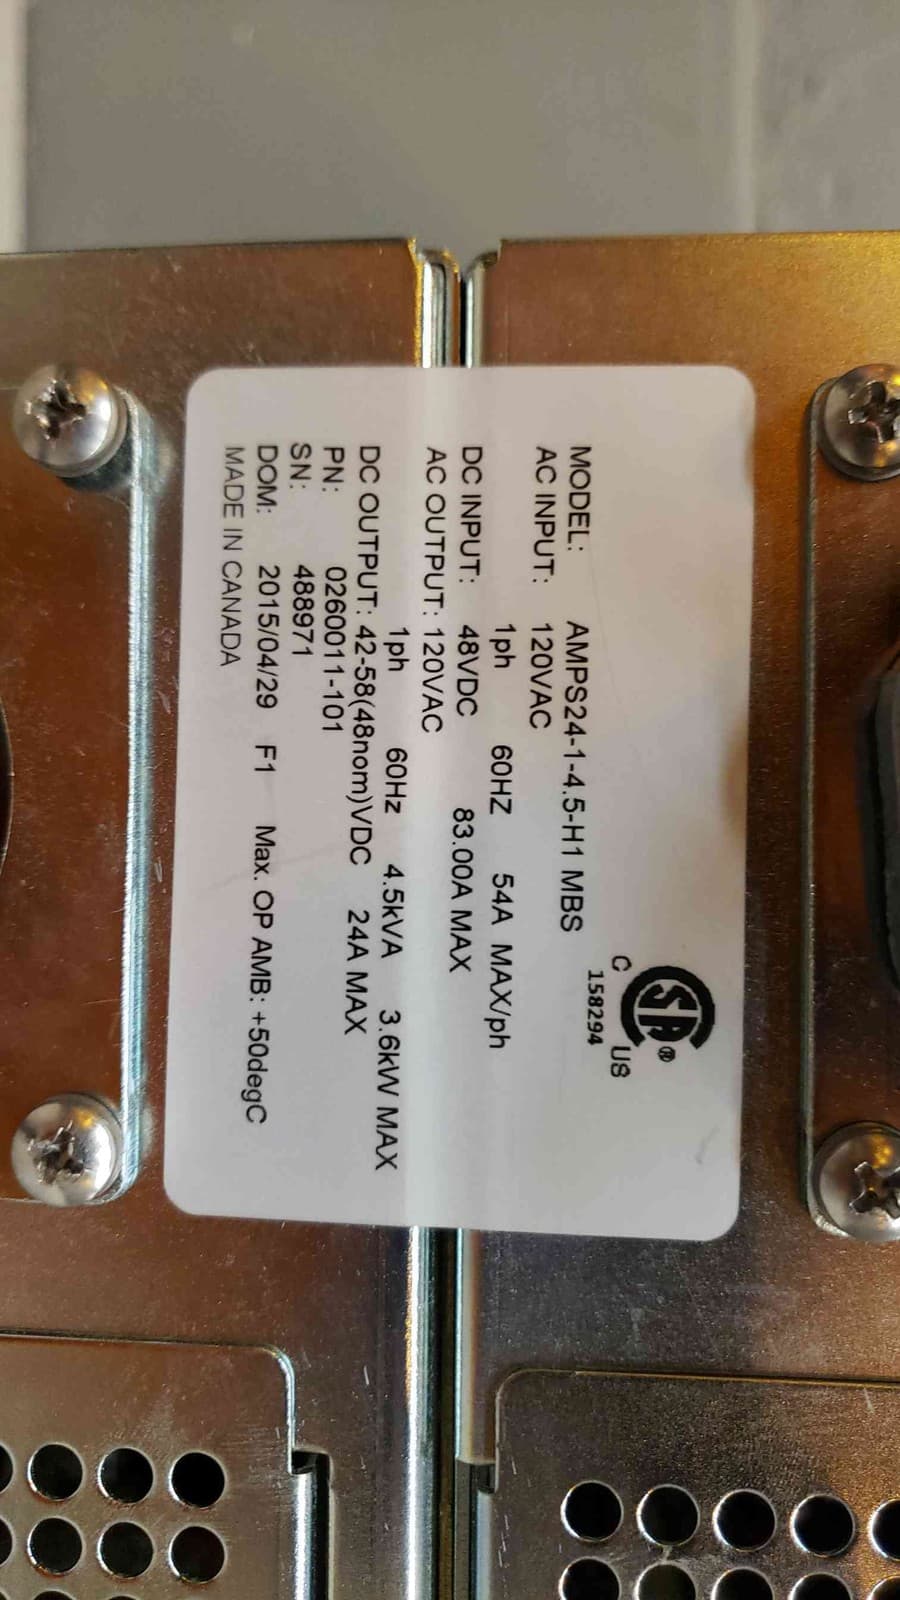 MODEL: AMPS24-1-4.5-H1 MBS
AC INPUT: 120VAC
1ph 60HZ 54A MAX/ph
DC INPUT: 48VDC 83.00A MAX
AC OUTPUT: 120VAC
1ph 60Hz 4.5kVA 3.6kW MAX
DC OUTPUT: 42-58(48nom)VDC 24A MAX
PN: 0260011-101
SN: 488971
DOM: 2015/04/29 F1 Max. OP AMB: +50degC
MADE IN CANADA
C SA® US
158294